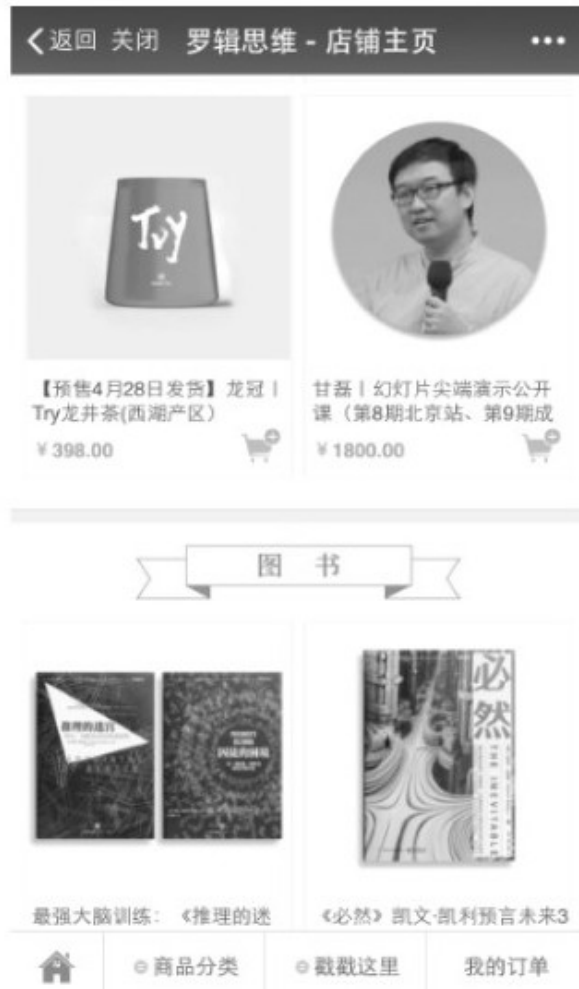 返回 关闭 罗辑思维 - 店铺主页
Try
【预售4月28日发货】龙冠｜
Try龙井茶(西湖产区）
¥ 398.00
甘磊｜幻灯片尖端演示公开
课（第8期北京站、第9期成
¥ 1800.00
图 书
推理的迷宫
囚徒的困境
必然
THE INEVITABLE
最强大脑训练：《推理的迷
《必然》凯文·凯利预言未来3
商品分类
戳戳这里
我的订单